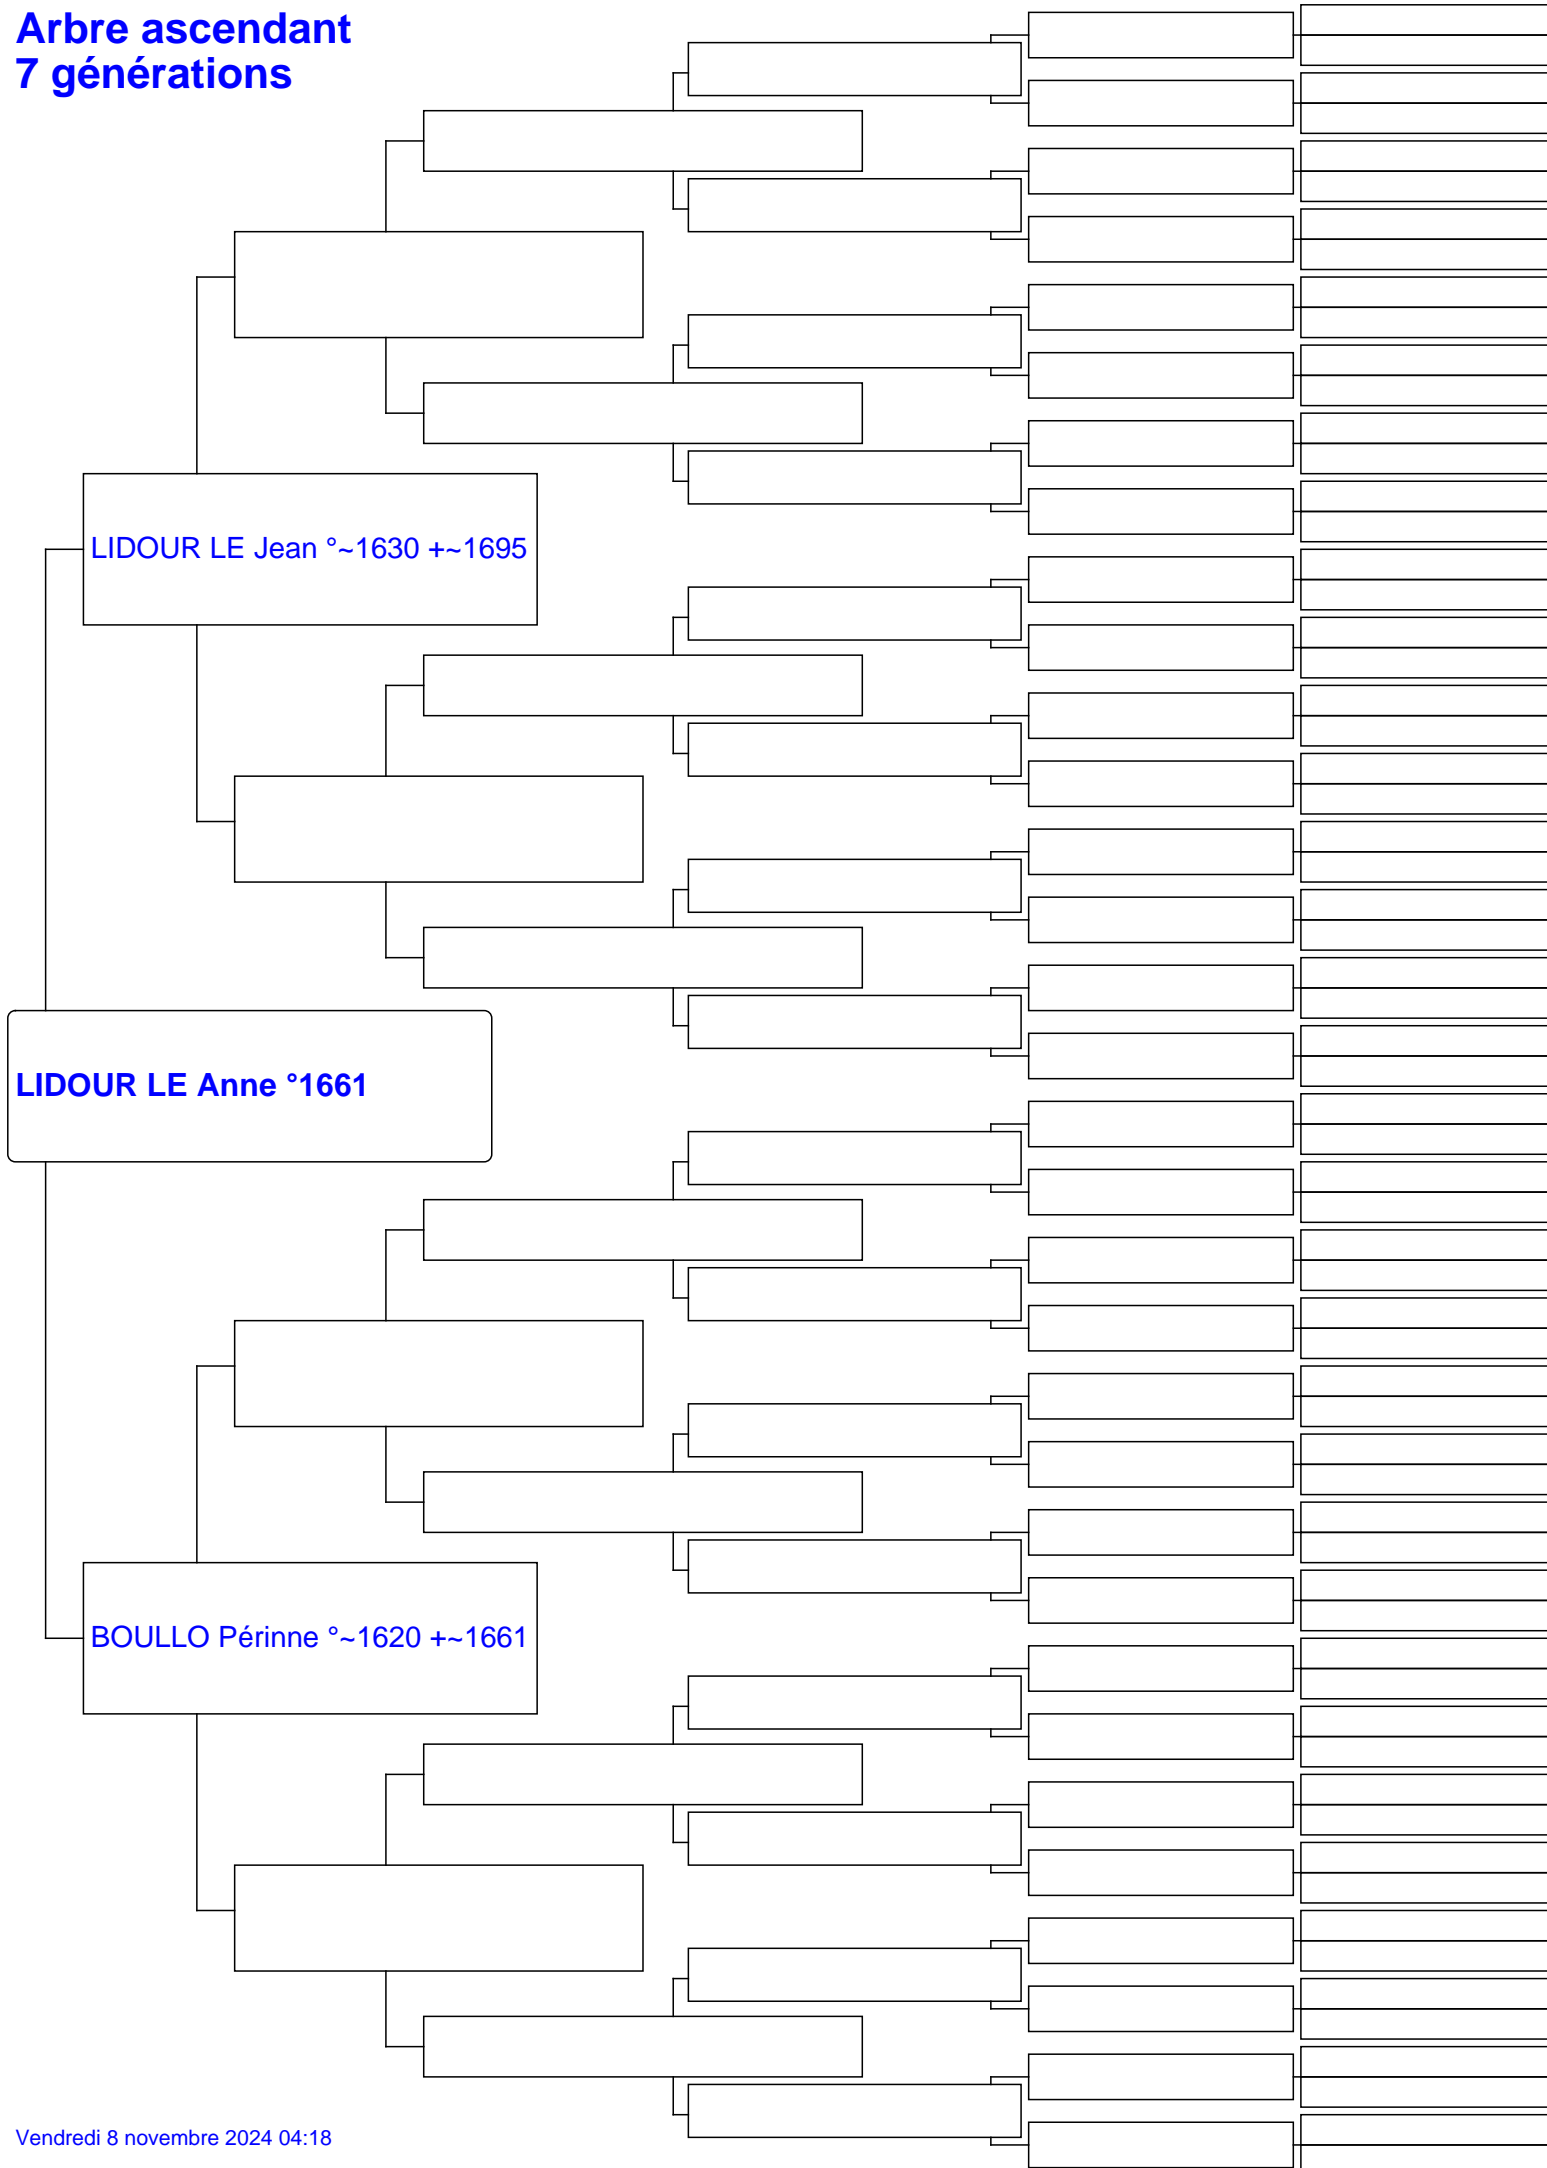 Arbre ascendant
7 générations
LIDOUR LE Jean °~1630 +~1695
LIDOUR LE Anne °1661
BOULLO Périnne °~1620 +~1661
Vendredi 8 novembre 2024 04:18